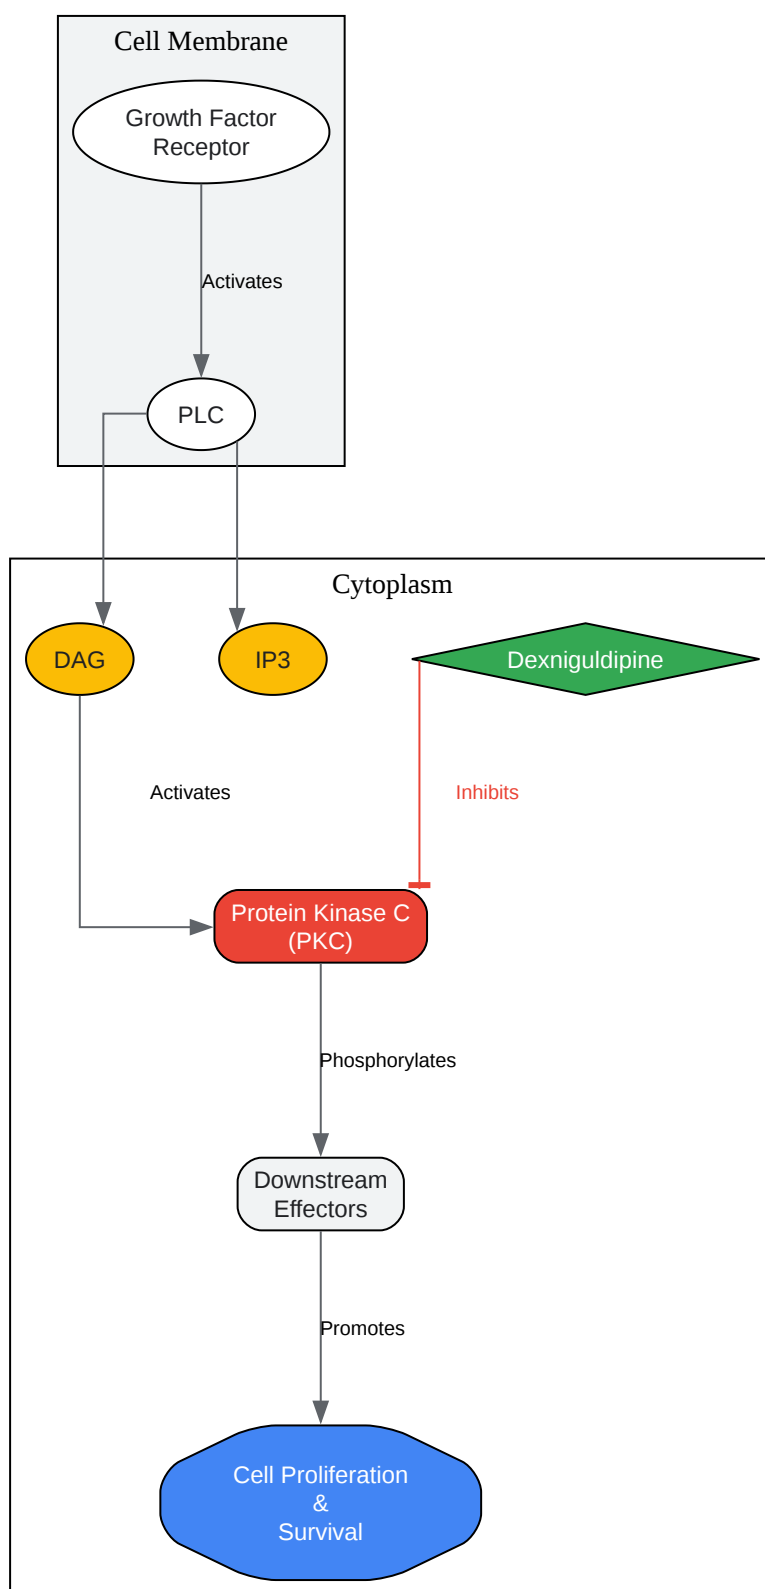 Cell Membrane
Growth Factor
Receptor
Activates
PLC
Cytoplasm
DAG
IP3
Dexniguldipine
Activates
Inhibits
Protein Kinase C
(PKC)
Phosphorylates
Downstream
Effectors
Promotes
Cell Proliferation
&
Survival